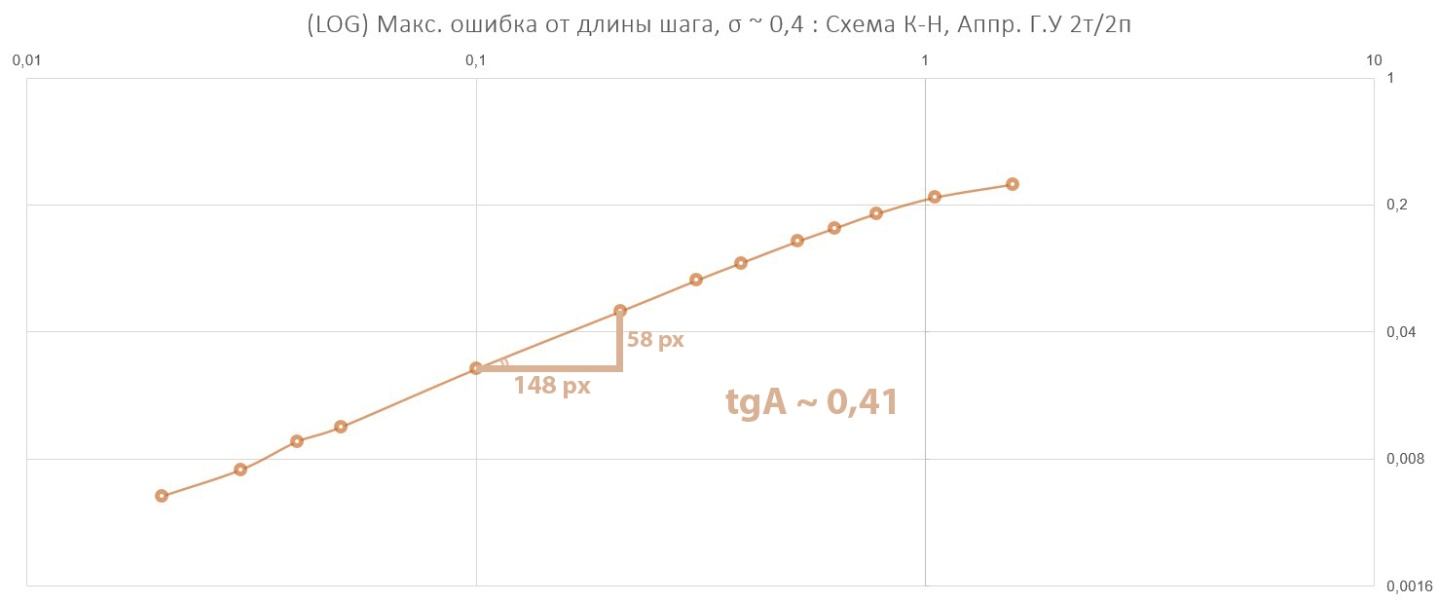 (LOG) Макс. ошибка от длины шага, σ ~ 0,4 : Схема К-Н, Аппр. Г.У 2т/2п
0,01 0,1 1 10
1
0,2
58 px
0,04
148 px
tgA ~ 0,41
0,008
0,0016